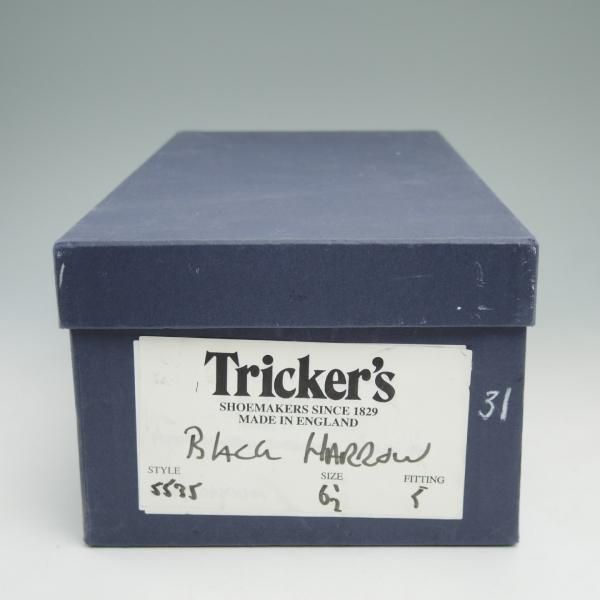 Tricker's
SHOEMAKERS SINCE 1829
MADE IN ENGLAND
BLACK HARROW
STYLE SIZE FITTING
5535 6½ 5
31